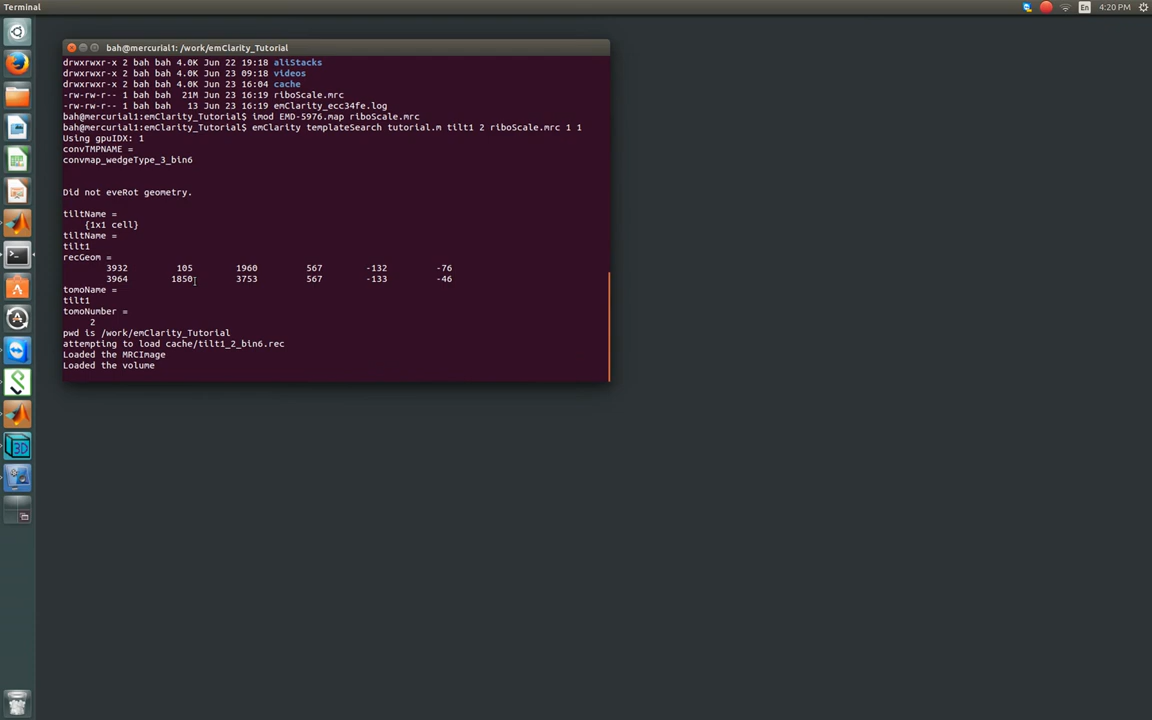 Terminal
En
4:20 PM
bah@mercurial1: /work/emClarity_Tutorial
drwxrwxr-x 2 bah bah 4.0K Jun 22 19:18 aliStacks
drwxrwxr-x 2 bah bah 4.0K Jun 23 09:18 videos
drwxrwxr-x 2 bah bah 4.0K Jun 23 16:04 cache
-rw-rw-r-- 1 bah bah  21M Jun 23 16:19 riboScale.mrc
-rw-rw-r-- 1 bah bah   13 Jun 23 16:19 emClarity_ecc34fe.log
bah@mercurial1:emClarity_Tutorial$ imod EMD-5976.map riboScale.mrc
bah@mercurial1:emClarity_Tutorial$ emClarity templateSearch tutorial.m tilt1 2 riboScale.mrc 1 1
Using gpuIDX: 1
convTMPNAME =
convmap_wedgeType_3_bin6
Did not eveRot geometry.
tiltName =
{1x1 cell}
tiltName =
tilt1
recGeom =
3932 105 1960 567 -132 -76
3964 1850 3753 567 -133 -46
tomoName =
tilt1
tomoNumber =
2
pwd is /work/emClarity_Tutorial
attempting to load cache/tilt1_2_bin6.rec
Loaded the MRCImage
Loaded the volume
3D